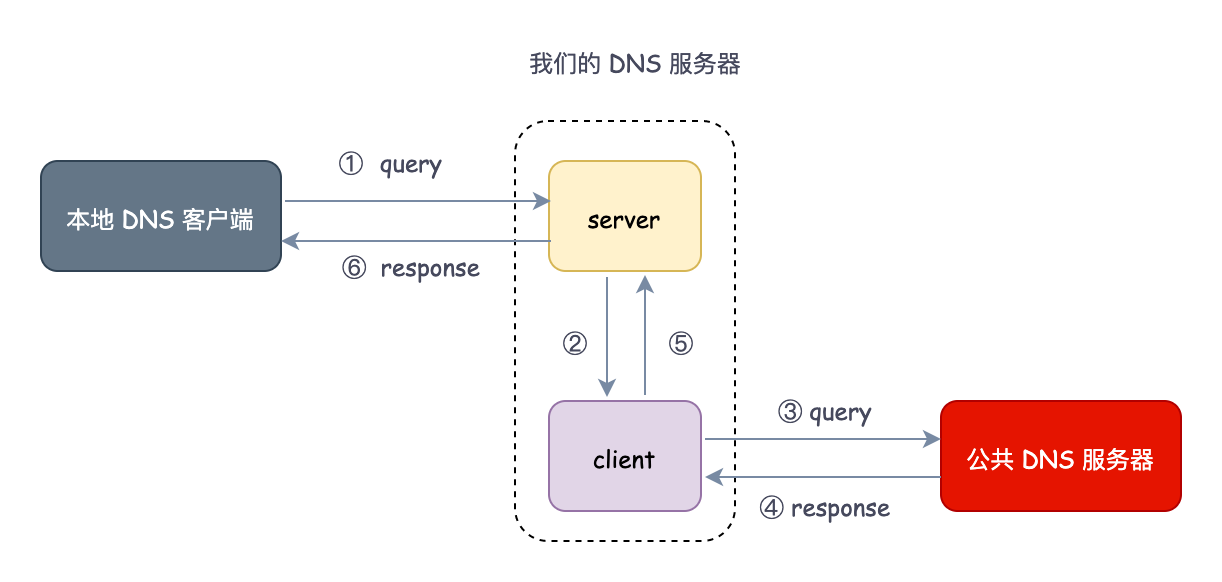 我们的 DNS 服务器
① query
本地 DNS 客户端
server
⑥ response
②
⑤
③ query
client
公共 DNS 服务器
④ response